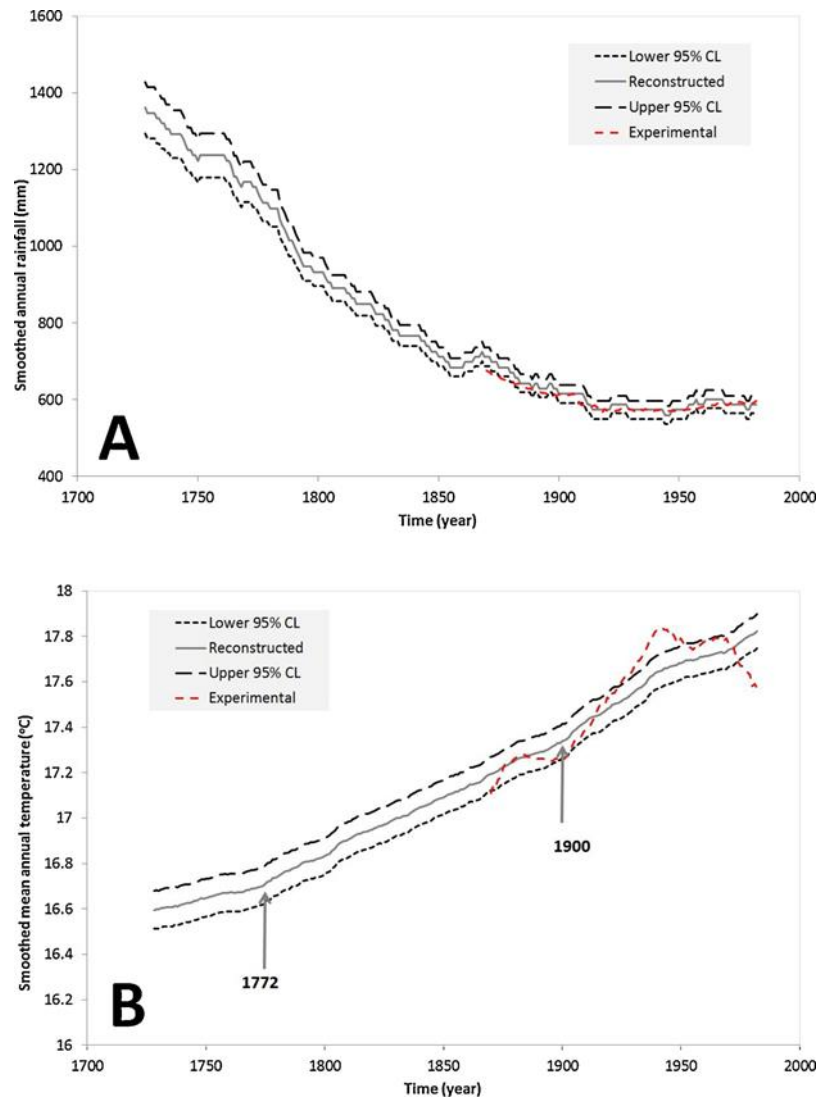 1600
1400
1200
1000
800
600
400
Smoothed annual rainfall (mm)
Lower 95% CL
Reconstructed
Upper 95% CL
Experimental
A
1700 1750 1800 1850 1900 1950 2000
Time (year)
18
17.8
17.6
17.4
17.2
17
16.8
16.6
16.4
16.2
16
Smoothed mean annual temperature (ºC)
Lower 95% CL
Reconstructed
Upper 95% CL
Experimental
1900
1772
B
1700 1750 1800 1850 1900 1950 2000
Time (year)